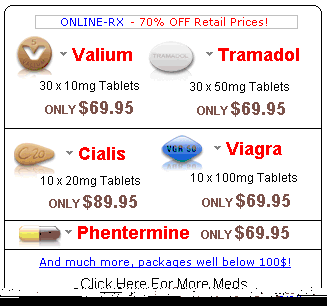 ONLINE-RX - 70% OFF Retail Prices!
Valium
30 x 10mg Tablets
ONLY $69.95
TRAMADOL
Tramadol
30 x 50mg Tablets
ONLY $69.95
Cialis
10 x 20mg Tablets
ONLY $89.95
VGR 50
Viagra
10 x 100mg Tablets
ONLY $69.95
Phentermine ONLY $69.95
And much more, packages well below 100$!
Click Here For More Meds